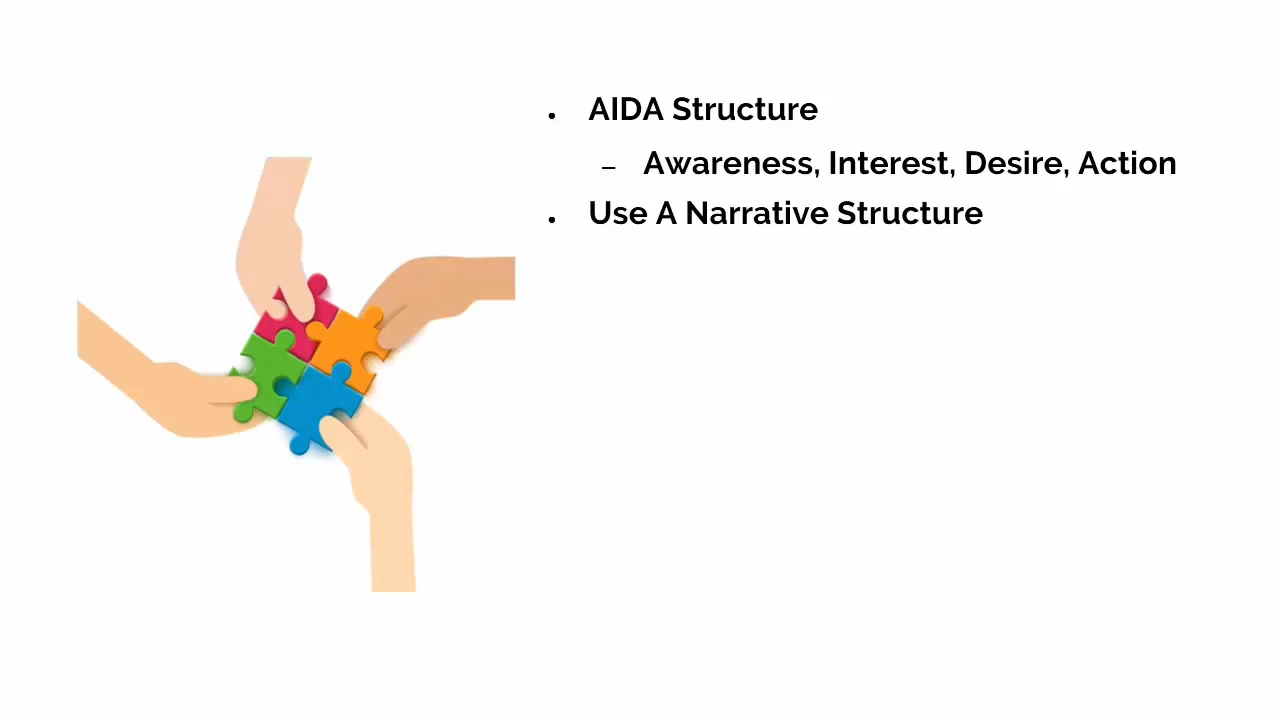 • AIDA Structure
– Awareness, Interest, Desire, Action
• Use A Narrative Structure